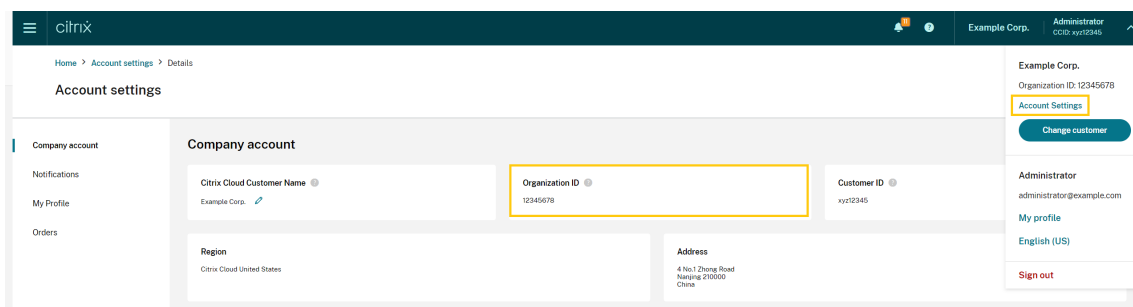 citrix
11
Example Corp.
Administrator
CCID: xyz12345
Home > Account settings > Details
Account settings
Example Corp.
Organization ID: 12345678
Account Settings
Change customer
Administrator
administrator@example.com
My profile
English (US)
Sign out
Company account
Notifications
My Profile
Orders
Company account
Citrix Cloud Customer Name
Example Corp.
Organization ID
12345678
Customer ID
xyz12345
Region
Citrix Cloud United States
Address
4 No.1 Zhong Road
Nanjing 210000
China